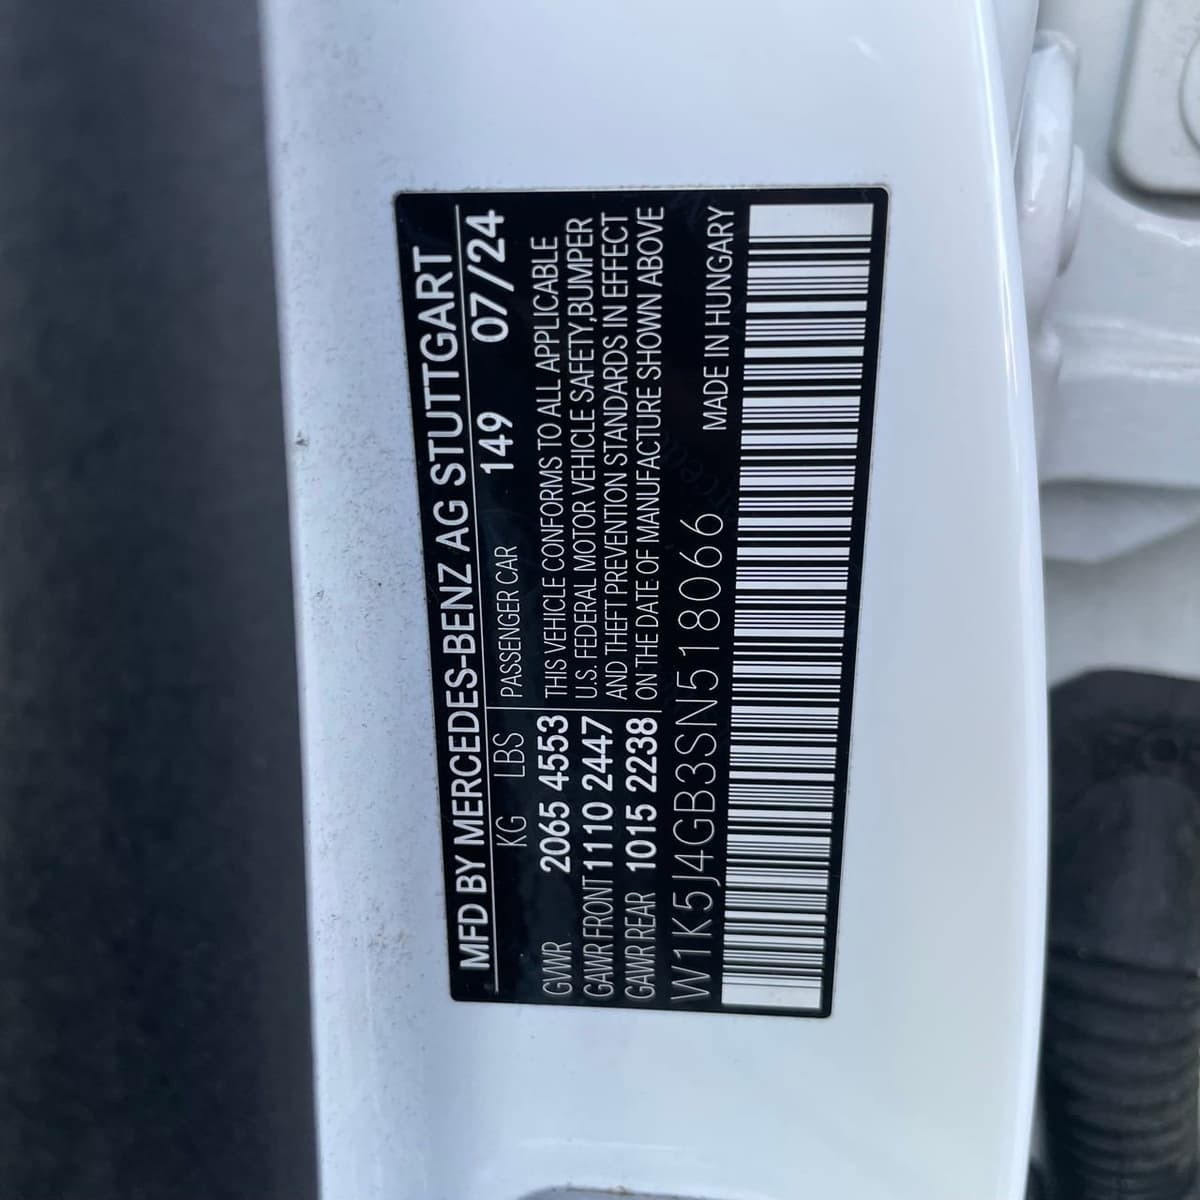 MFD BY MERCEDES-BENZ AG STUTTGART
KG LBS PASSENGER CAR 149 07/24
GVWR 2065 4553 THIS VEHICLE CONFORMS TO ALL APPLICABLE
GAWR FRONT 1110 2447 U.S. FEDERAL MOTOR VEHICLE SAFETY,BUMPER
GAWR REAR 1015 2238 AND THEFT PREVENTION STANDARDS IN EFFECT
ON THE DATE OF MANUFACTURE SHOWN ABOVE
W1K5J4GB3SN518066 MADE IN HUNGARY